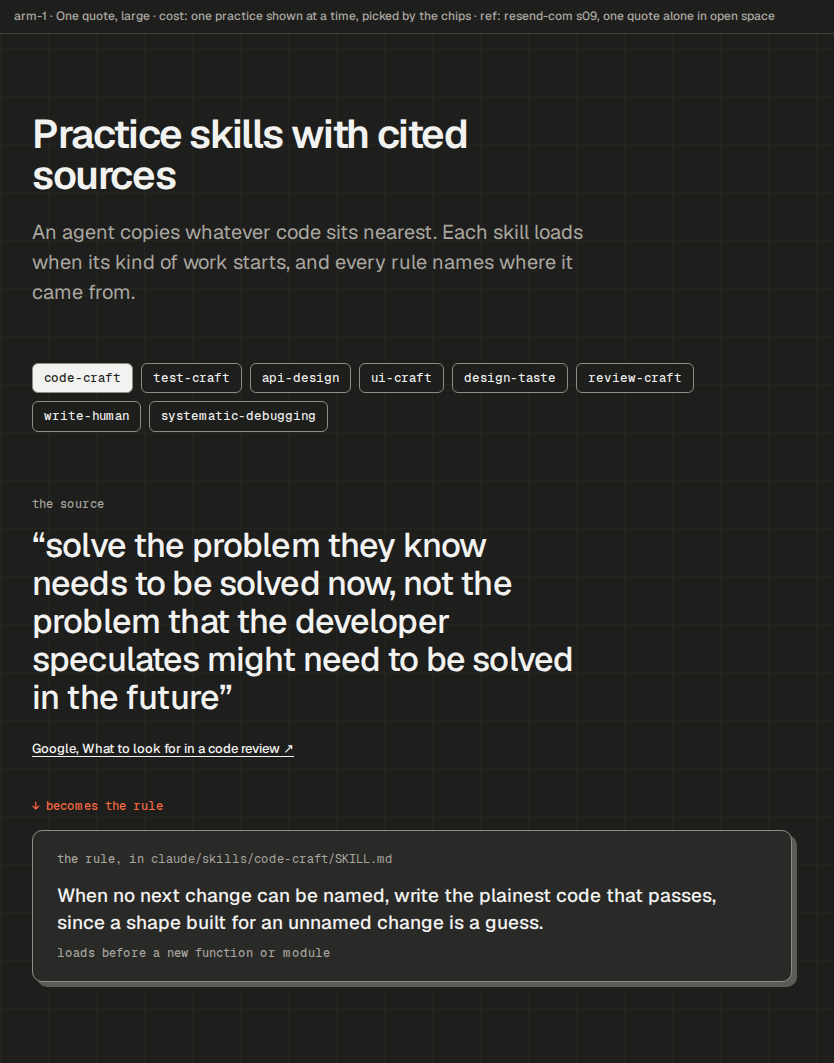 arm-1 · One quote, large · cost: one practice shown at a time, picked by the chips · ref: resend-com s09, one quote alone in open space
Practice skills with cited
sources
An agent copies whatever code sits nearest. Each skill loads
when its kind of work starts, and every rule names where it
came from.
code-craft test-craft api-design ui-craft design-taste review-craft
write-human systematic-debugging
the source
“solve the problem they know
needs to be solved now, not the
problem that the developer
speculates might need to be solved
in the future”
Google, What to look for in a code review ↗
↓ becomes the rule
the rule, in claude/skills/code-craft/SKILL.md
When no next change can be named, write the plainest code that passes,
since a shape built for an unnamed change is a guess.
loads before a new function or module